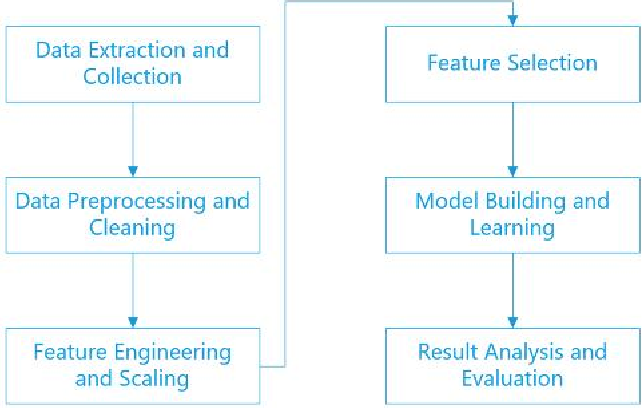 Data Extraction and
Collection
Data Preprocessing and
Cleaning
Feature Engineering
and Scaling
Feature Selection
Model Building and
Learning
Result Analysis and
Evaluation